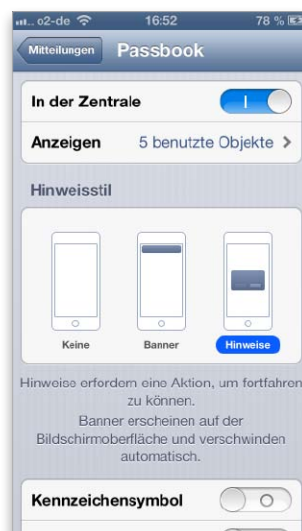 o2-de 16:52 78 %
Mitteilungen Passbook
In der Zentrale
Anzeigen 5 benutzte Objekte
Hinweisstil
Keine Banner Hinweise
Hinweise erfordern eine Aktion, um fortfahren
zu können.
Banner erscheinen auf der
Bildschirmoberfläche und verschwinden
automatisch.
Kennzeichensymbol